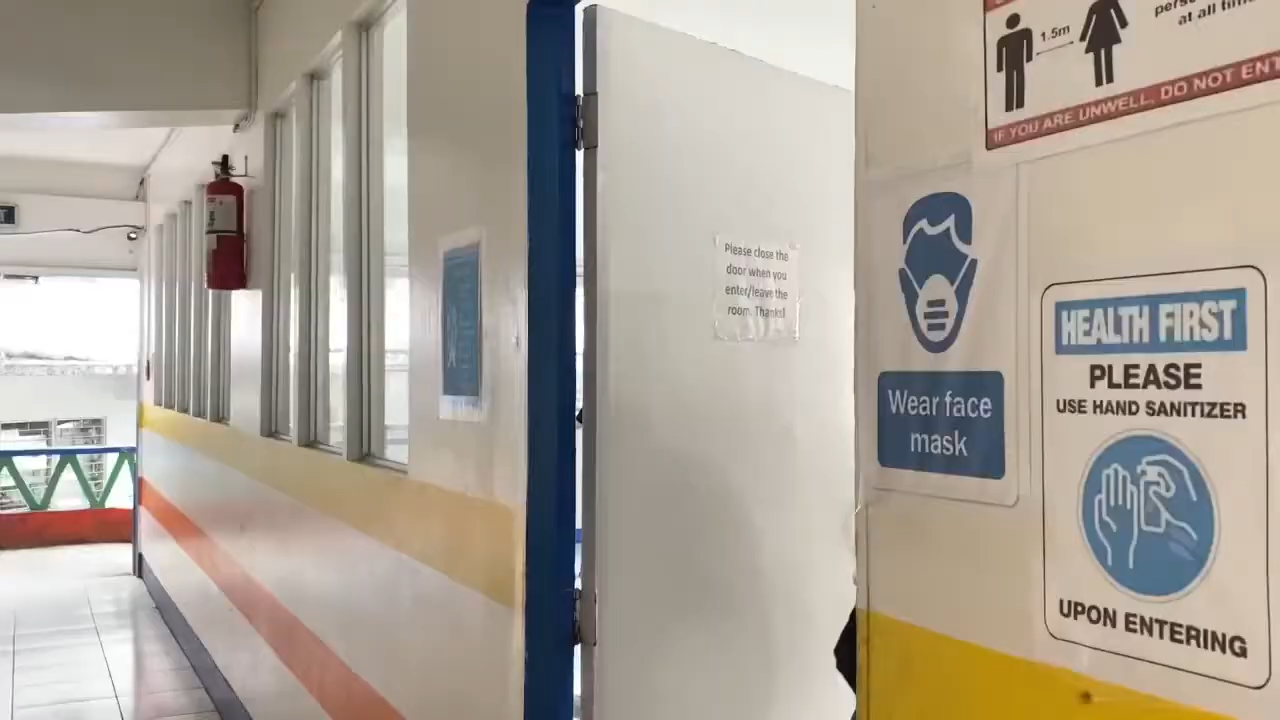 Please close the
door when you
enter/leave the
room. Thanks!
1.5m
at all time
IF YOU ARE UNWELL, DO NOT ENT
Wear face
mask
HEALTH FIRST
PLEASE
USE HAND SANITIZER
UPON ENTERING